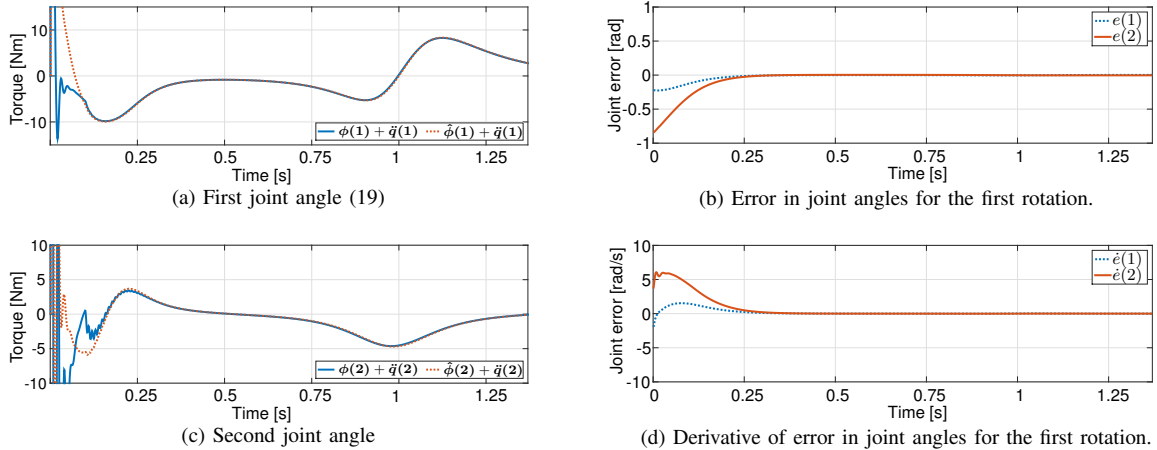 10
0
-10
Torque [Nm]
ϕ(1) + q̈(1)
ϕ̂(1) + q̈(1)
0.25
0.5
0.75
1
1.25
Time [s]
(a) First joint angle (19)
1
0.5
0
-0.5
-1
Joint error [rad]
e(1)
e(2)
0
0.25
0.5
0.75
1
1.25
Time [s]
(b) Error in joint angles for the first rotation.
10
5
0
-5
-10
Torque [Nm]
ϕ(2) + q̈(2)
ϕ̂(2) + q̈(2)
0.25
0.5
0.75
1
1.25
Time [s]
(c) Second joint angle
10
5
0
-5
-10
Joint error [rad/s]
ė(1)
ė(2)
0
0.25
0.5
0.75
1
1.25
Time [s]
(d) Derivative of error in joint angles for the first rotation.